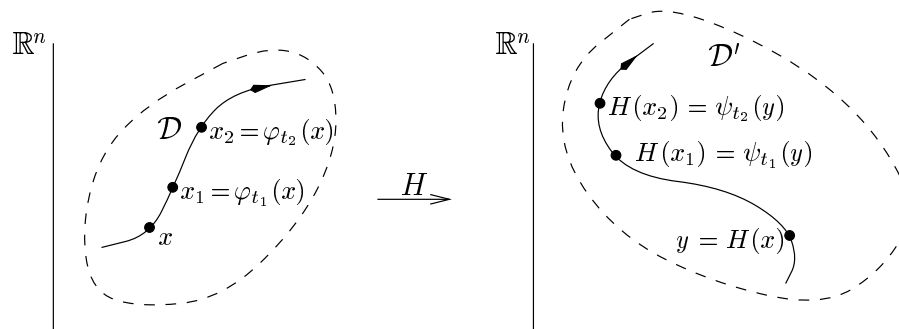 ℝⁿ
𝒟
x₂ = φ_{t₂}(x)
x₁ = φ_{t₁}(x)
x
H
ℝⁿ
𝒟′
H(x₂) = ψ_{t₂}(y)
H(x₁) = ψ_{t₁}(y)
y = H(x)